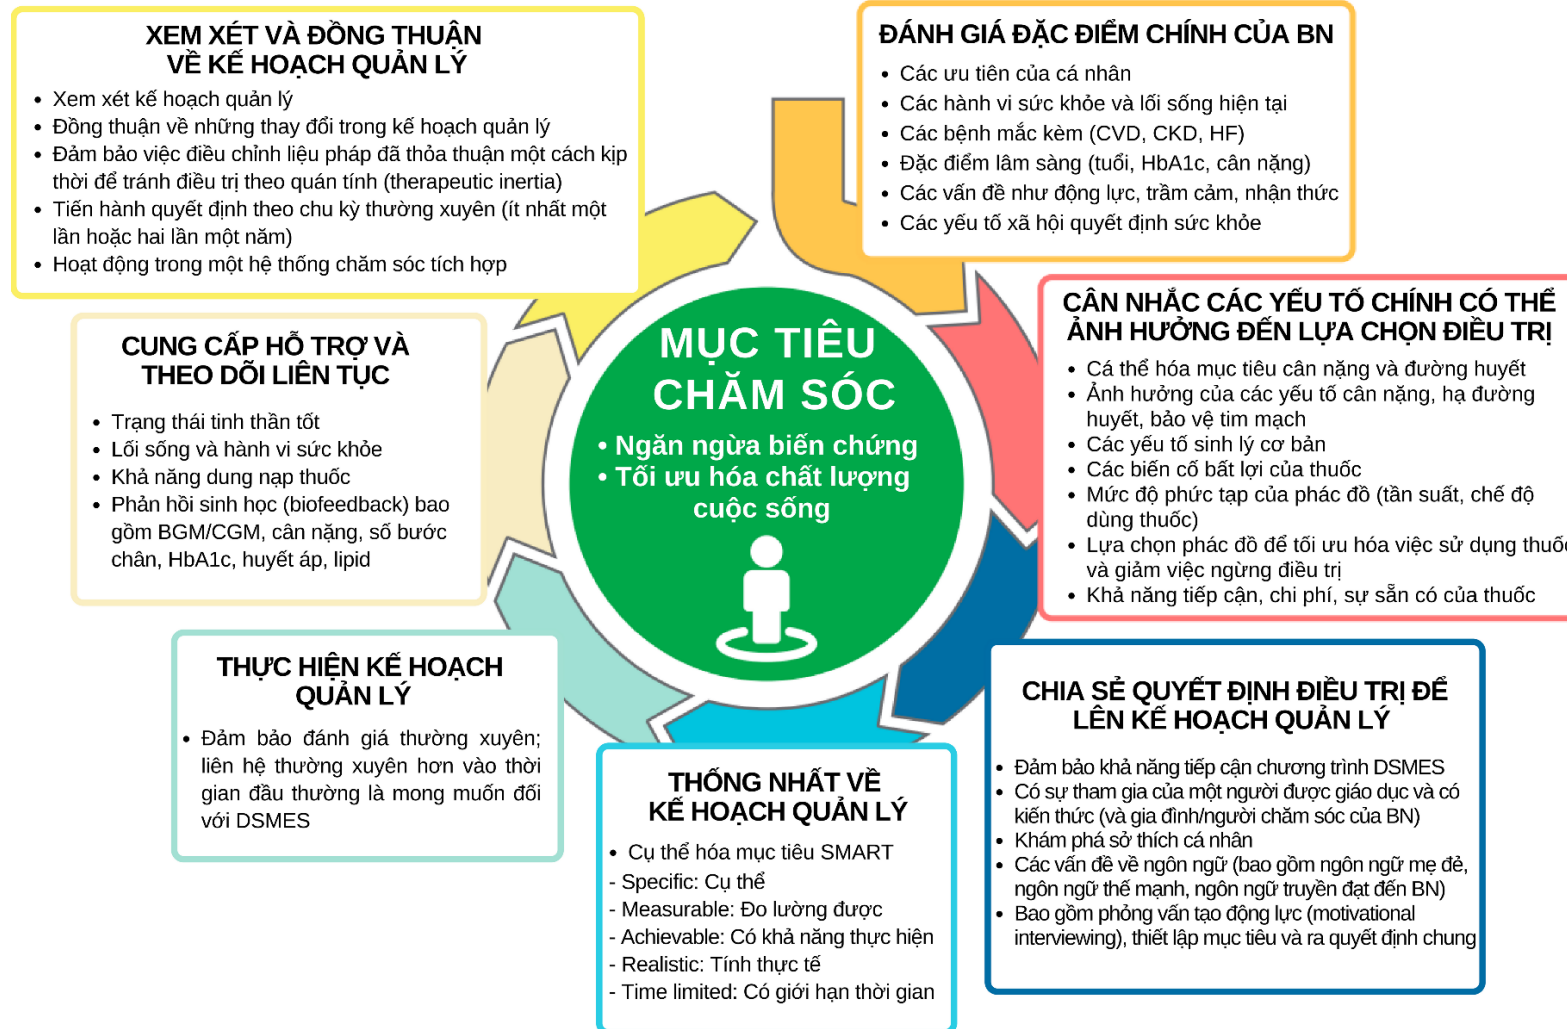 XEM XÉT VÀ ĐỒNG THUẬN
VỀ KẾ HOẠCH QUẢN LÝ
• Xem xét kế hoạch quản lý
• Đồng thuận về những thay đổi trong kế hoạch quản lý
• Đảm bảo việc điều chỉnh liệu pháp đã thỏa thuận một cách kịp
thời để tránh điều trị theo quán tính (therapeutic inertia)
• Tiến hành quyết định theo chu kỳ thường xuyên (ít nhất một
lần hoặc hai lần một năm)
• Hoạt động trong một hệ thống chăm sóc tích hợp
ĐÁNH GIÁ ĐẶC ĐIỂM CHÍNH CỦA BN
• Các ưu tiên của cá nhân
• Các hành vi sức khỏe và lối sống hiện tại
• Các bệnh mắc kèm (CVD, CKD, HF)
• Đặc điểm lâm sàng (tuổi, HbA1c, cân nặng)
• Các vấn đề như động lực, trầm cảm, nhận thức
• Các yếu tố xã hội quyết định sức khỏe
CÂN NHẮC CÁC YẾU TỐ CHÍNH CÓ THỂ
ẢNH HƯỞNG ĐẾN LỰA CHỌN ĐIỀU TRỊ
• Cá thể hóa mục tiêu cân nặng và đường huyết
• Ảnh hưởng của các yếu tố cân nặng, hạ đường
huyết, bảo vệ tim mạch
• Các yếu tố sinh lý cơ bản
• Các biến cố bất lợi của thuốc
• Mức độ phức tạp của phác đồ (tần suất, chế độ
dùng thuốc)
• Lựa chọn phác đồ để tối ưu hóa việc sử dụng thuốc
và giảm việc ngừng điều trị
• Khả năng tiếp cận, chi phí, sự sẵn có của thuốc
CUNG CẤP HỖ TRỢ VÀ
THEO DÕI LIÊN TỤC
• Trạng thái tinh thần tốt
• Lối sống và hành vi sức khỏe
• Khả năng dung nạp thuốc
• Phản hồi sinh học (biofeedback) bao
gồm BGM/CGM, cân nặng, số bước
chân, HbA1c, huyết áp, lipid
MỤC TIÊU
CHĂM SÓC
• Ngăn ngừa biến chứng
• Tối ưu hóa chất lượng
cuộc sống
THỰC HIỆN KẾ HOẠCH
QUẢN LÝ
• Đảm bảo đánh giá thường xuyên;
liên hệ thường xuyên hơn vào thời
gian đầu thường là mong muốn đối
với DSMES
THỐNG NHẤT VỀ
KẾ HOẠCH QUẢN LÝ
• Cụ thể hóa mục tiêu SMART
- Specific: Cụ thể
- Measurable: Đo lường được
- Achievable: Có khả năng thực hiện
- Realistic: Tính thực tế
- Time limited: Có giới hạn thời gian
CHIA SẺ QUYẾT ĐỊNH ĐIỀU TRỊ ĐỂ
LÊN KẾ HOẠCH QUẢN LÝ
• Đảm bảo khả năng tiếp cận chương trình DSMES
• Có sự tham gia của một người được giáo dục và có
kiến thức (và gia đình/người chăm sóc của BN)
• Khám phá sở thích cá nhân
• Các vấn đề về ngôn ngữ (bao gồm ngôn ngữ mẹ đẻ,
ngôn ngữ thế mạnh, ngôn ngữ truyền đạt đến BN)
• Bao gồm phỏng vấn tạo động lực (motivational
interviewing), thiết lập mục tiêu và ra quyết định chung